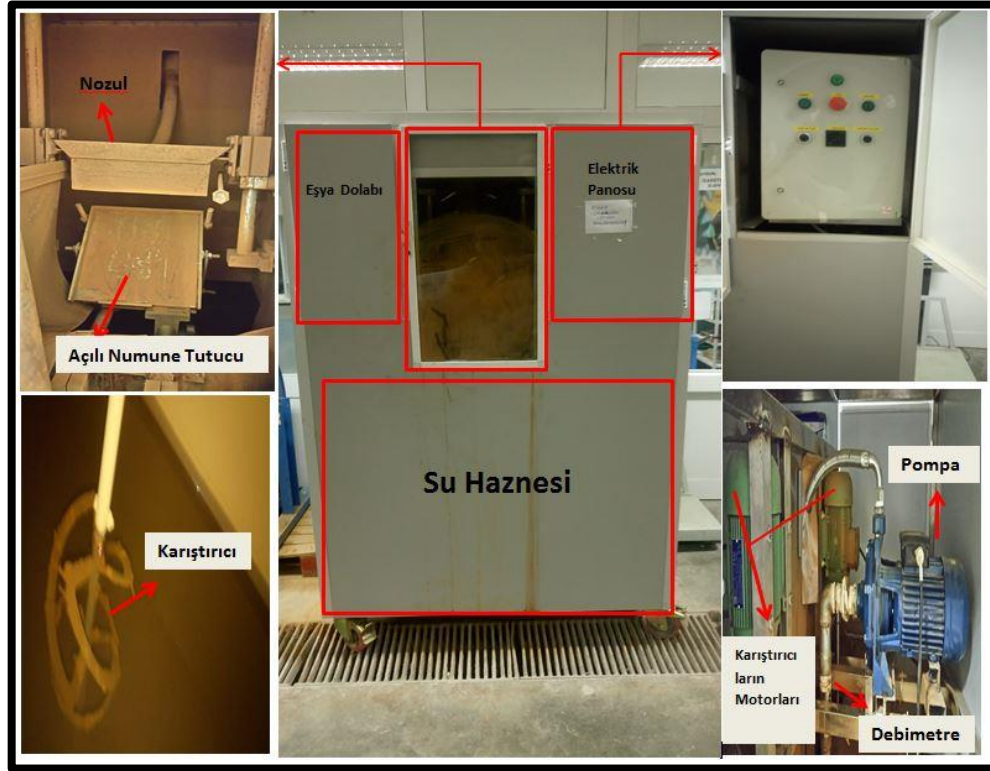 Nozul
Açılı Numune Tutucu
Karıştırıcı
Eşya Dolabı
Elektrik
Panosu
Su Haznesi
Pompa
Karıştırıcı
ların
Motorları
Debimetre